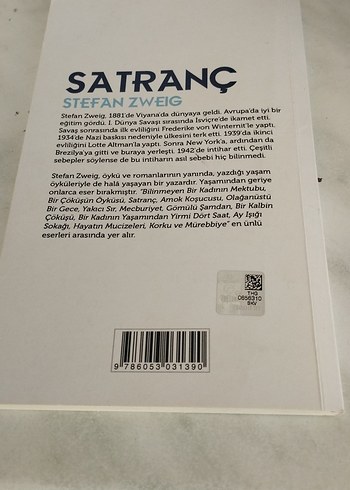 SATRANÇ
STEFAN ZWEIG
Stefan Zweig, 1881'de Viyana'da dünyaya geldi. Avrupa'da iyi bir
eğitim gördü. I. Dünya Savaşı sırasında İsviçre'de ikamet etti.
Savaş sonrasında ilk evliliğini Frederike von Winternit'le yaptı.
1934'de Nazi baskısı nedeniyle ülkesini terk etti. 1939'da ikinci
evliliğini Lotte Altman'la yaptı. Sonra New York'a, ardından da
Brezilya'ya gitti ve buraya yerleşti. 1942'de intihar etti. Çeşitli
sebepler söylense de bu intiharın asıl sebebi hiç bilinmedi.
Stefan Zweig, öykü ve romanlarının yanında, yazdığı yaşam
öyküleriyle de halâ yaşayan bir yazardır. Yaşamından geriye
onlarca eser bırakmıştır. "Bilinmeyen Bir Kadının Mektubu,
Bir Çöküşün Öyküsü, Satranç, Amok Koşucusu, Olağanüstü
Bir Gece, Yakıcı Sır, Mecburiyet, Gömülü Şamdan, Bir Kalbin
Çöküşü, Bir Kadının Yaşamından Yirmi Dört Saat, Ay Işığı
Sokağı, Hayatın Mucizeleri, Korku ve Mürebbiye" en ünlü
eserleri arasında yer alır.
THG
0656310
BKV
9 786053 031390